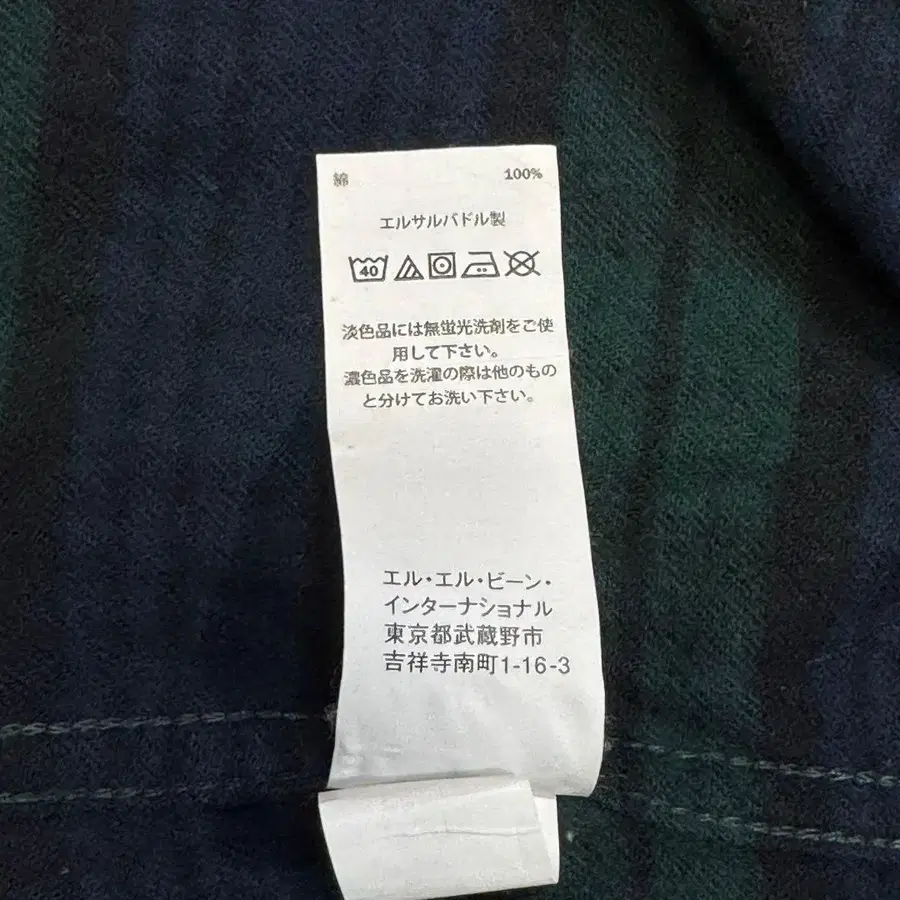 綿 100%
エルサルバドル製
40
淡色品には無蛍光洗剤をご使
用して下さい。
濃色品を洗濯の際は他のもの
と分けてお洗い下さい。
エル・エル・ビーン・
インターナショナル
東京都武蔵野市
吉祥寺南町1-16-3